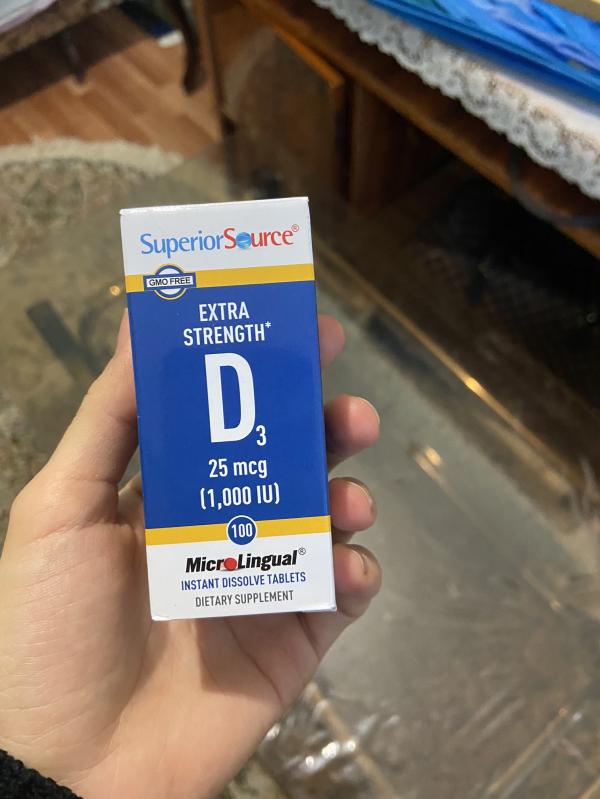 SuperiorSource®
GMO FREE
EXTRA
STRENGTH*
D3
25 mcg
(1,000 IU)
100
MicroLingual®
INSTANT DISSOLVE TABLETS
DIETARY SUPPLEMENT